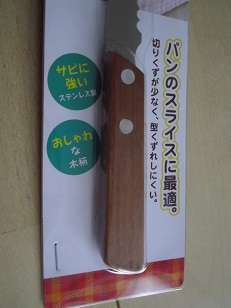 パンのスライスに最適。
切りくずが少なく、型くずれしにくい。
サビに
強い
ステンレス製
おしゃれ
な
木柄